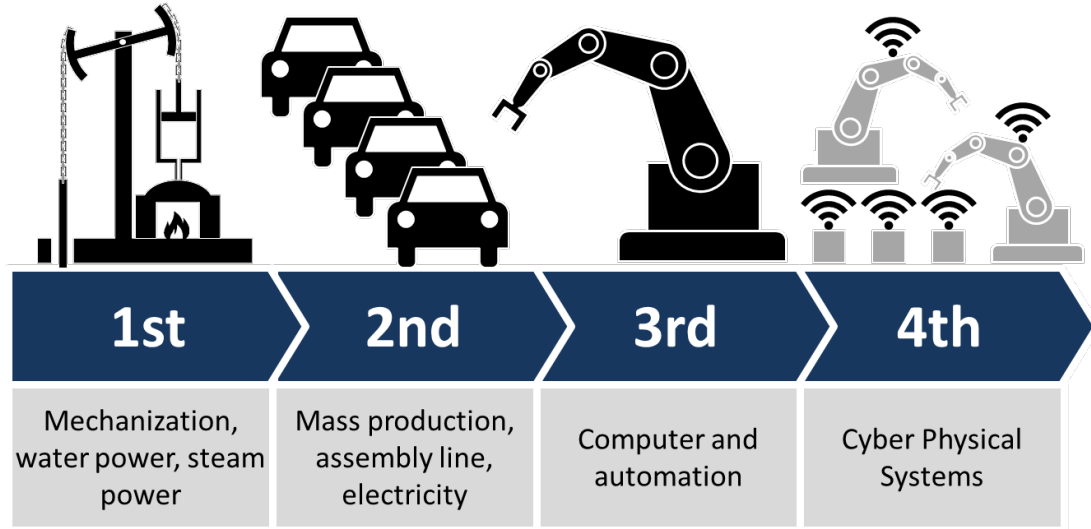 1st
2nd
3rd
4th
Mechanization,
water power, steam
power
Mass production,
assembly line,
electricity
Computer and
automation
Cyber Physical
Systems